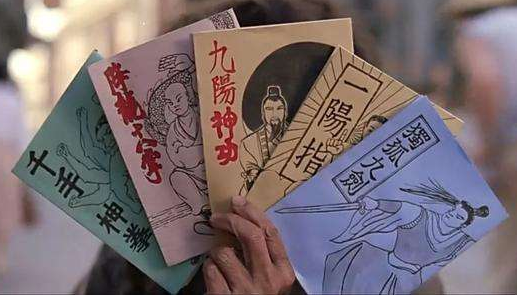 千手神拳
降龍十八掌
九陽神功
一陽指
獨孤九劍